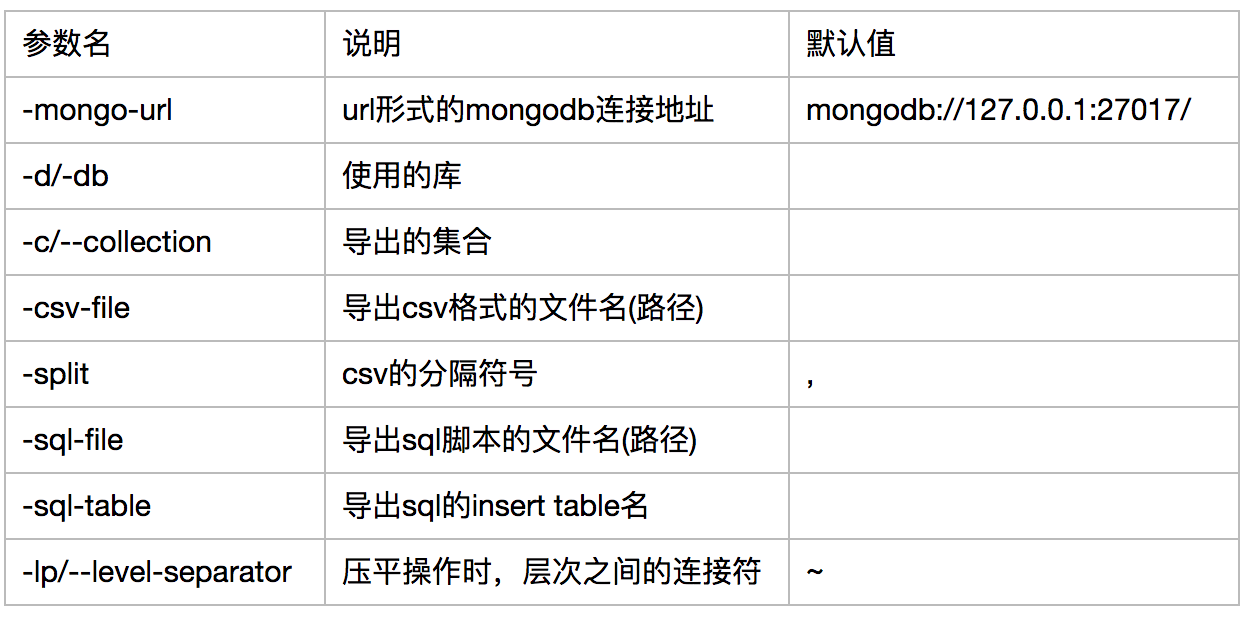 参数名 说明 默认值
-mongo-url url形式的mongodb连接地址 mongodb://127.0.0.1:27017/
-d/-db 使用的库
-c/--collection 导出的集合
-csv-file 导出csv格式的文件名(路径)
-split csv的分隔符号 ,
-sql-file 导出sql脚本的文件名(路径)
-sql-table 导出sql的insert table名
-lp/--level-separator 压平操作时，层次之间的连接符 ~